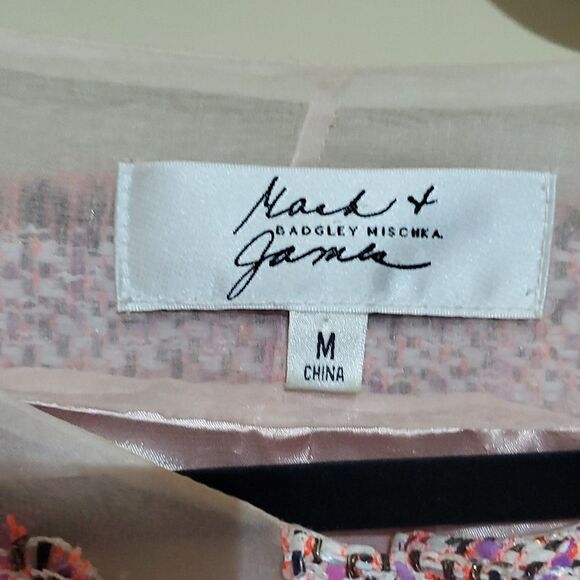 Mark +
BADGLEY MISCHKA.
James
M
CHINA